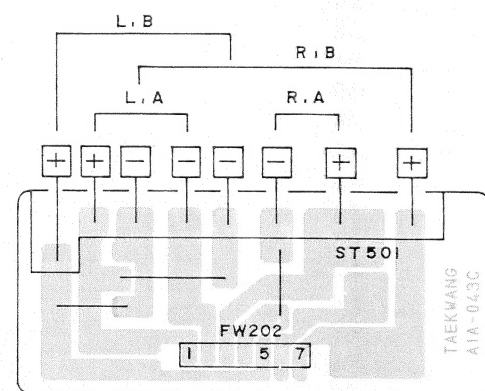 L.B
R.B
L.A
R.A
+ + − − − − + +
ST501
FW202
1 5 7
TAEKWANG
A1A-043C